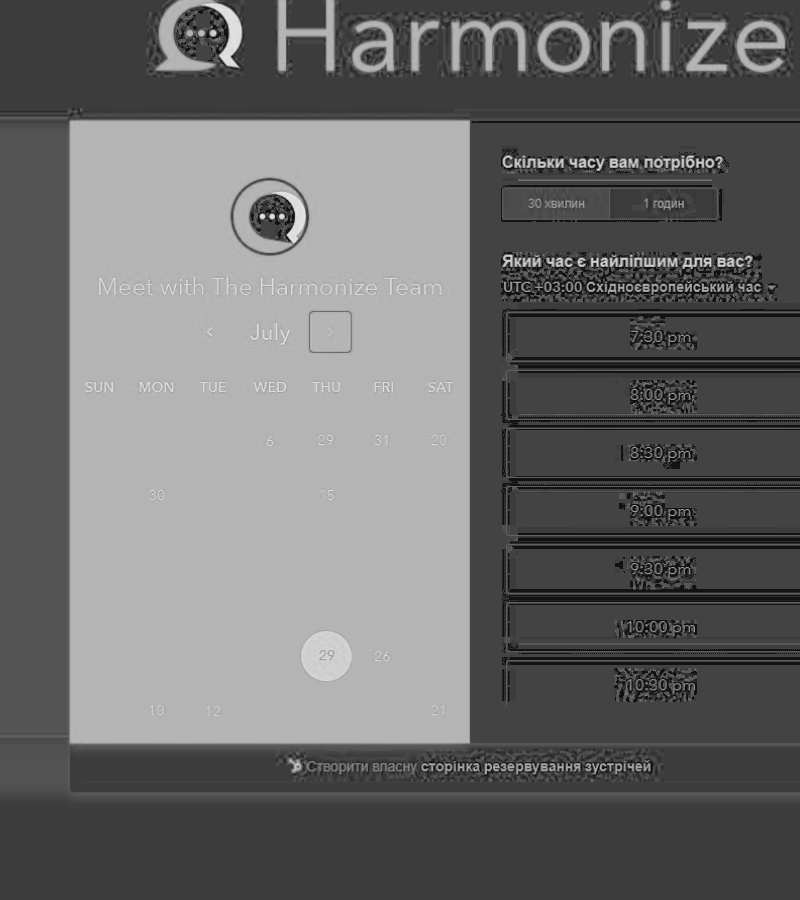 Harmonize
Meet with The Harmonize Team
July
SUN MON TUE WED THU FRI SAT
6 29 31 20
30 15
29 26
10 12 21
Скільки часу вам потрібно?
30 хвилин 1 годин
Який час є найліпшим для вас?
UTC +03:00 Східноєвропейський час
7:30 pm
8:00 pm
8:30 pm
9:00 pm
9:30 pm
10:00 pm
10:30 pm
Створити власну сторінка резервування зустрічей